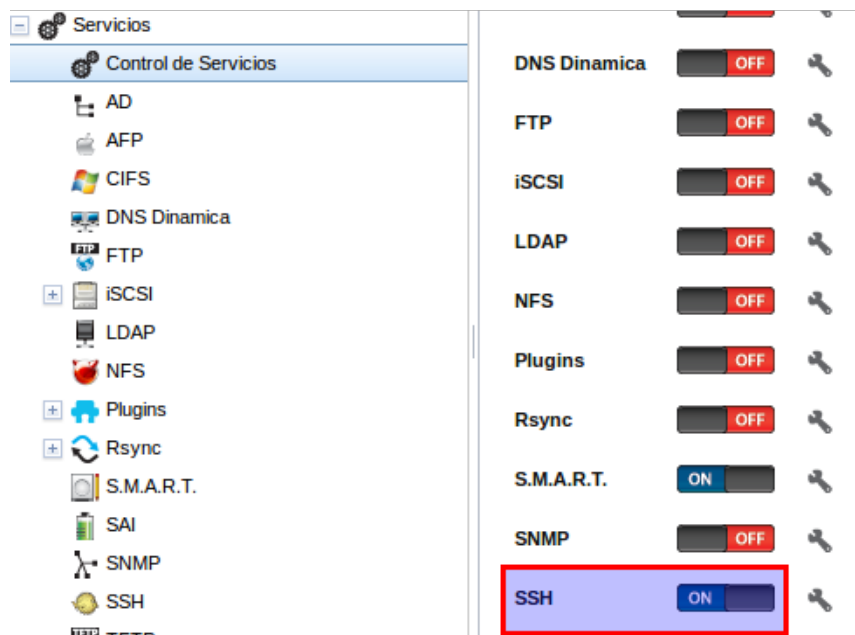 Servicios
Control de Servicios
AD
AFP
CIFS
DNS Dinamica
FTP
FTP
iSCSI
LDAP
NFS
Plugins
Rsync
S.M.A.R.T.
SAI
SNMP
SSH
DNS Dinamica OFF
FTP OFF
iSCSI OFF
LDAP OFF
NFS OFF
Plugins OFF
Rsync OFF
S.M.A.R.T. ON
SNMP OFF
SSH ON